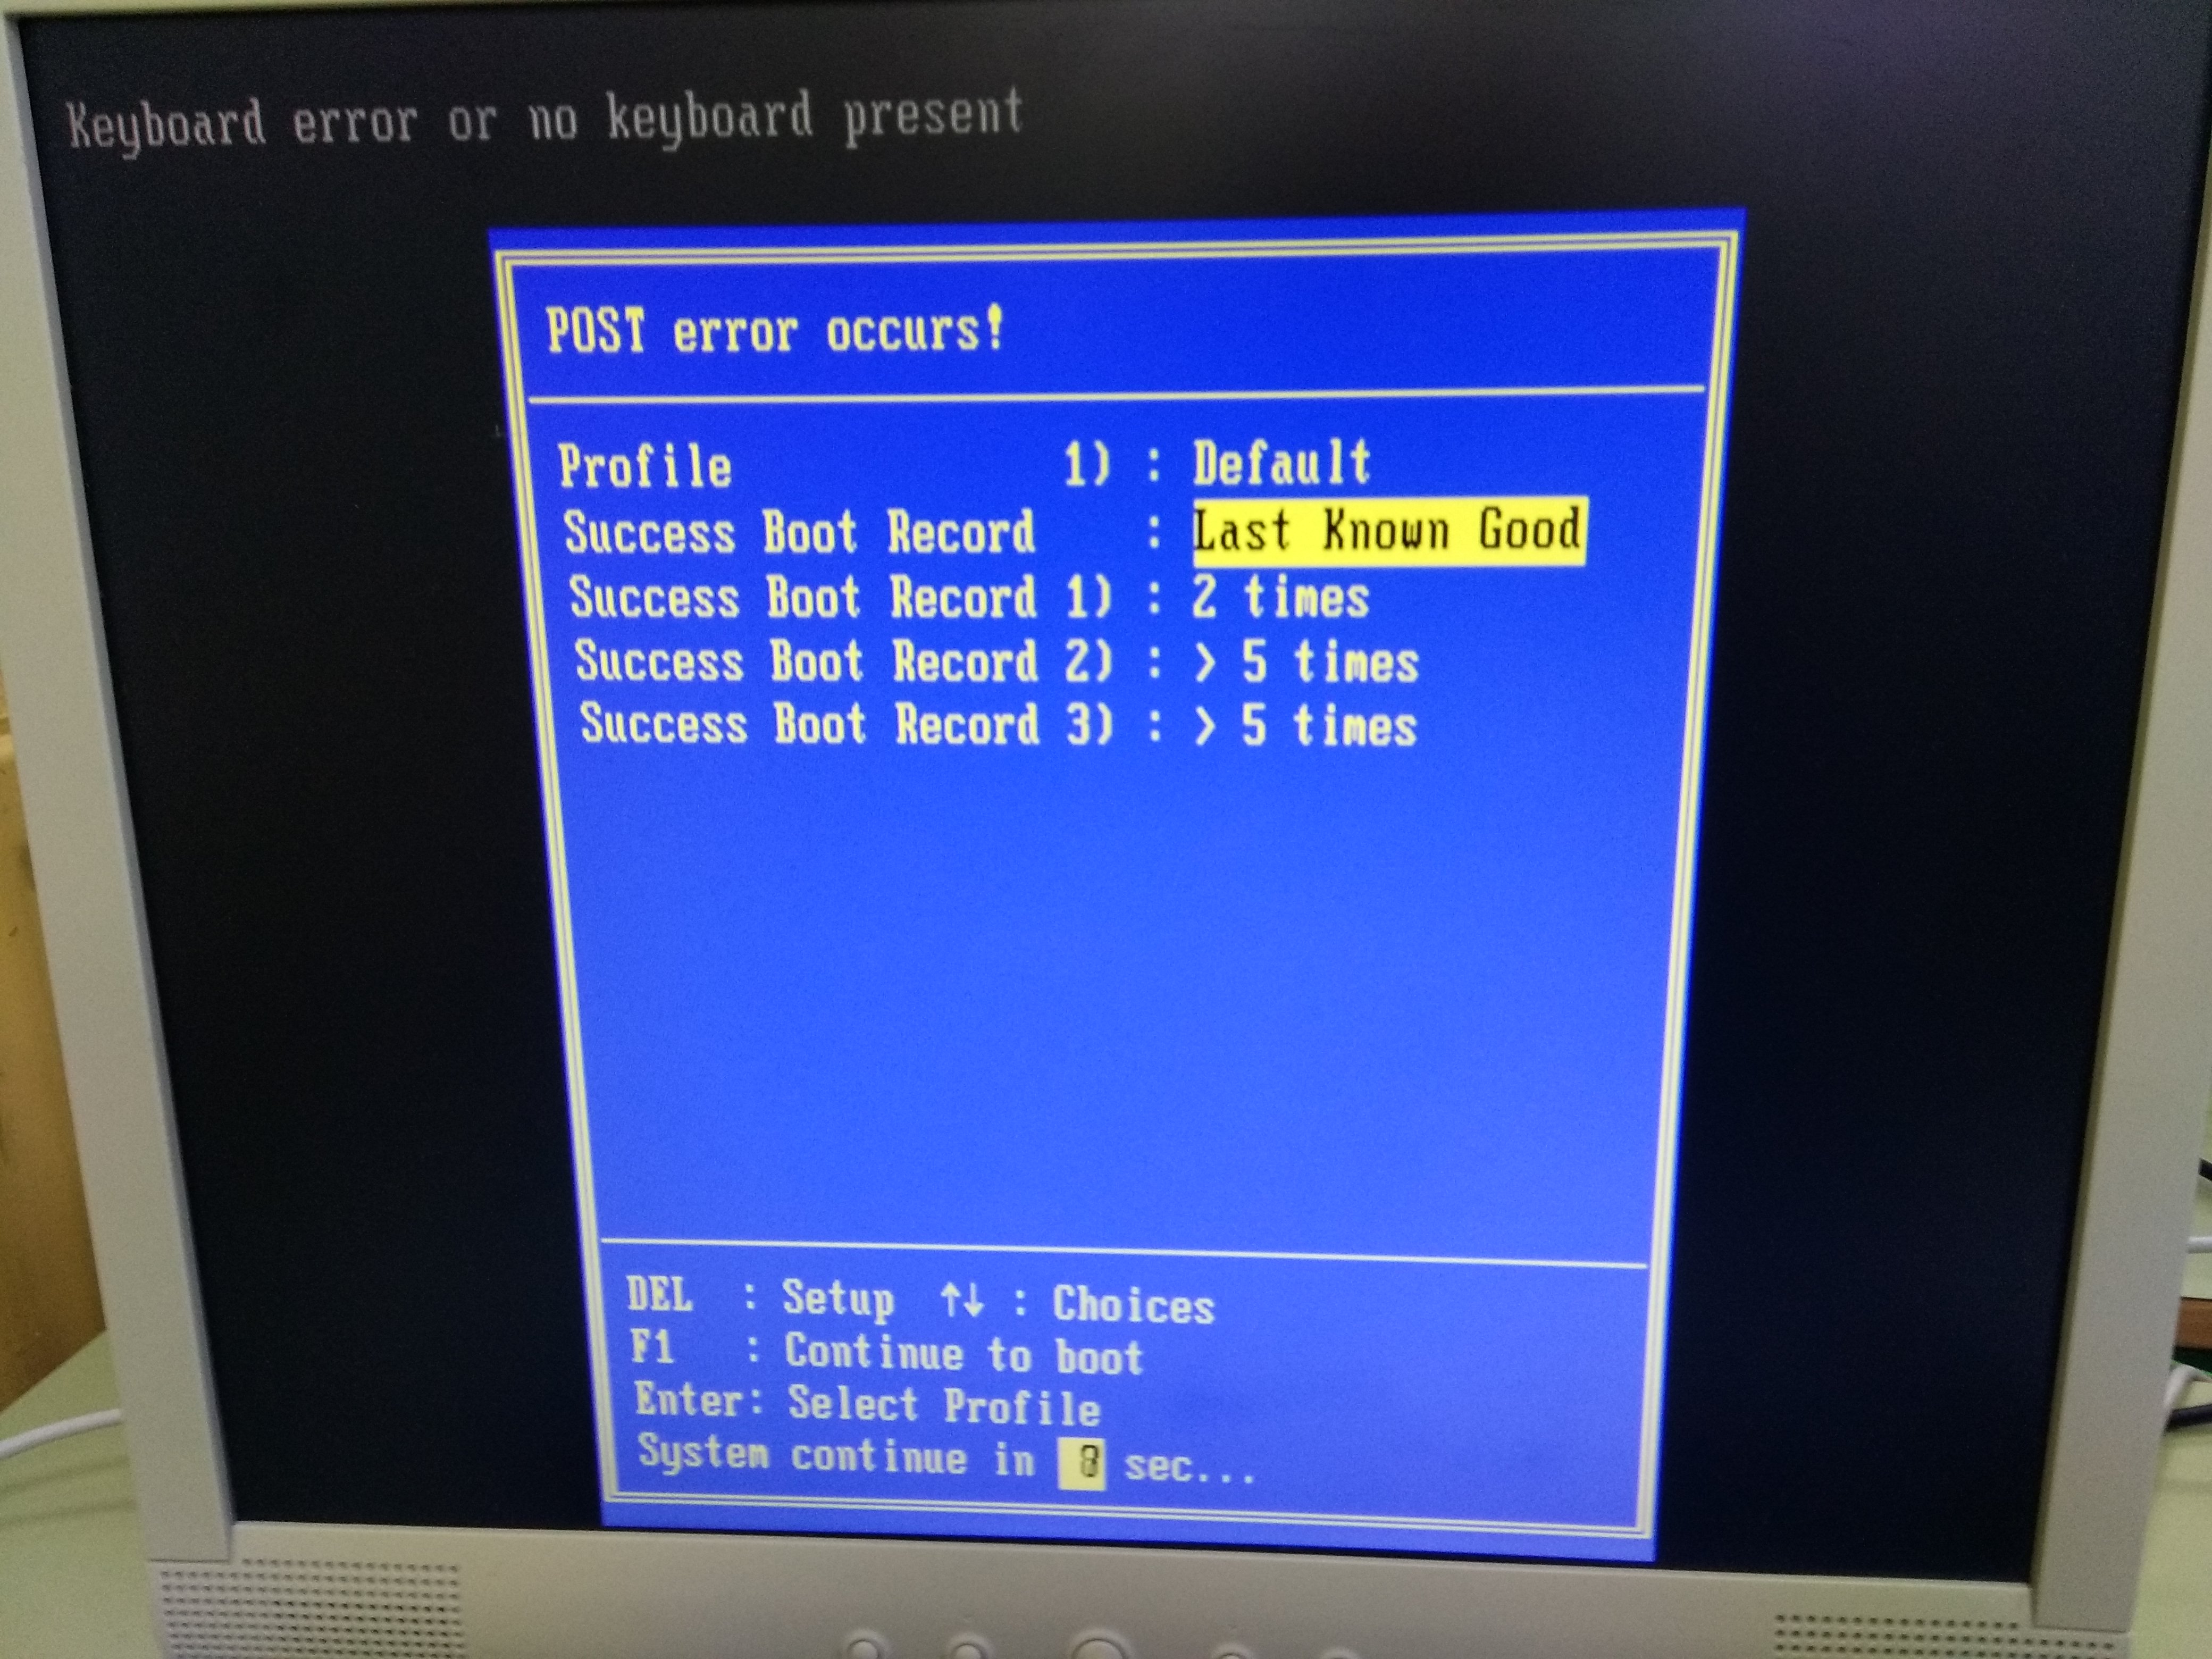 Keyboard error or no keyboard present
POST error occurs!
Profile 1) : Default
Success Boot Record : Last Known Good
Success Boot Record 1) : 2 times
Success Boot Record 2) : > 5 times
Success Boot Record 3) : > 5 times
DEL : Setup ↑↓ : Choices
F1 : Continue to boot
Enter: Select Profile
System continue in 8 sec...